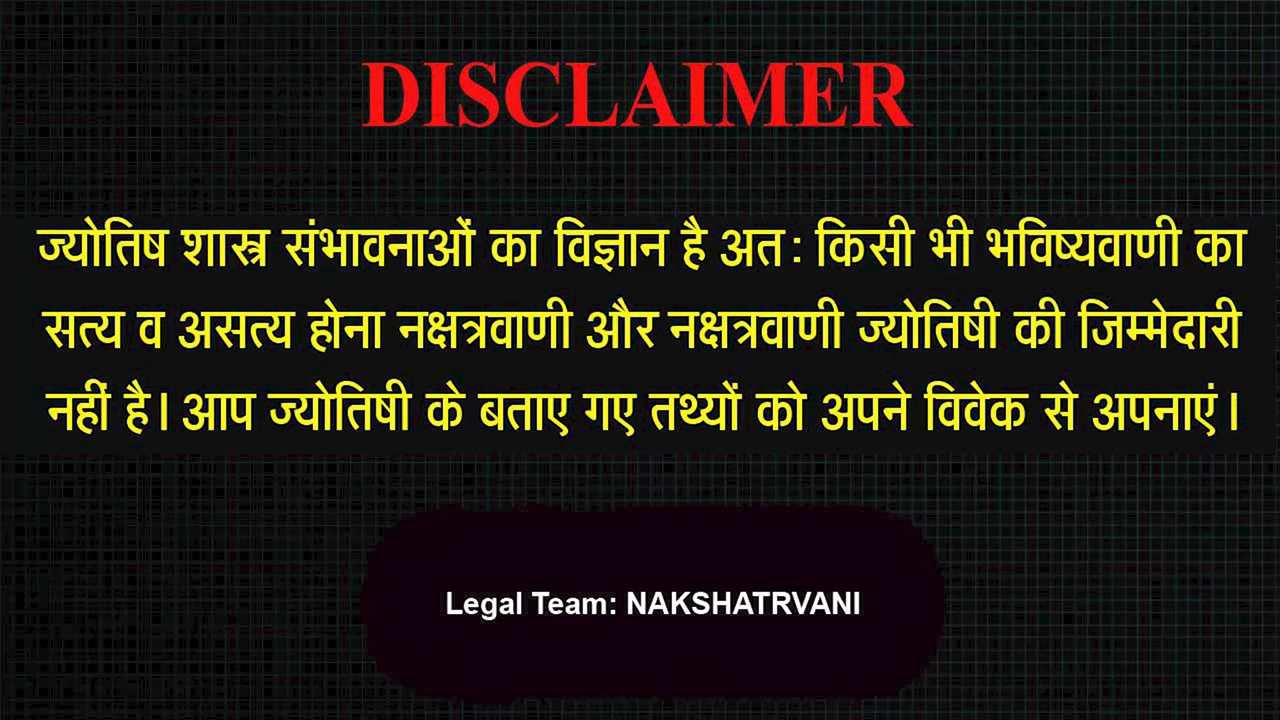 DISCLAIMER
ज्योतिष शास्त्र संभावनाओं का विज्ञान है अत: किसी भी भविष्यवाणी का
सत्य व असत्य होना नक्षत्रवाणी और नक्षत्रवाणी ज्योतिषी की जिम्मेदारी
नहीं है। आप ज्योतिषी के बताए गए तथ्यों को अपने विवेक से अपनाएं।
Legal Team: NAKSHATRVANI